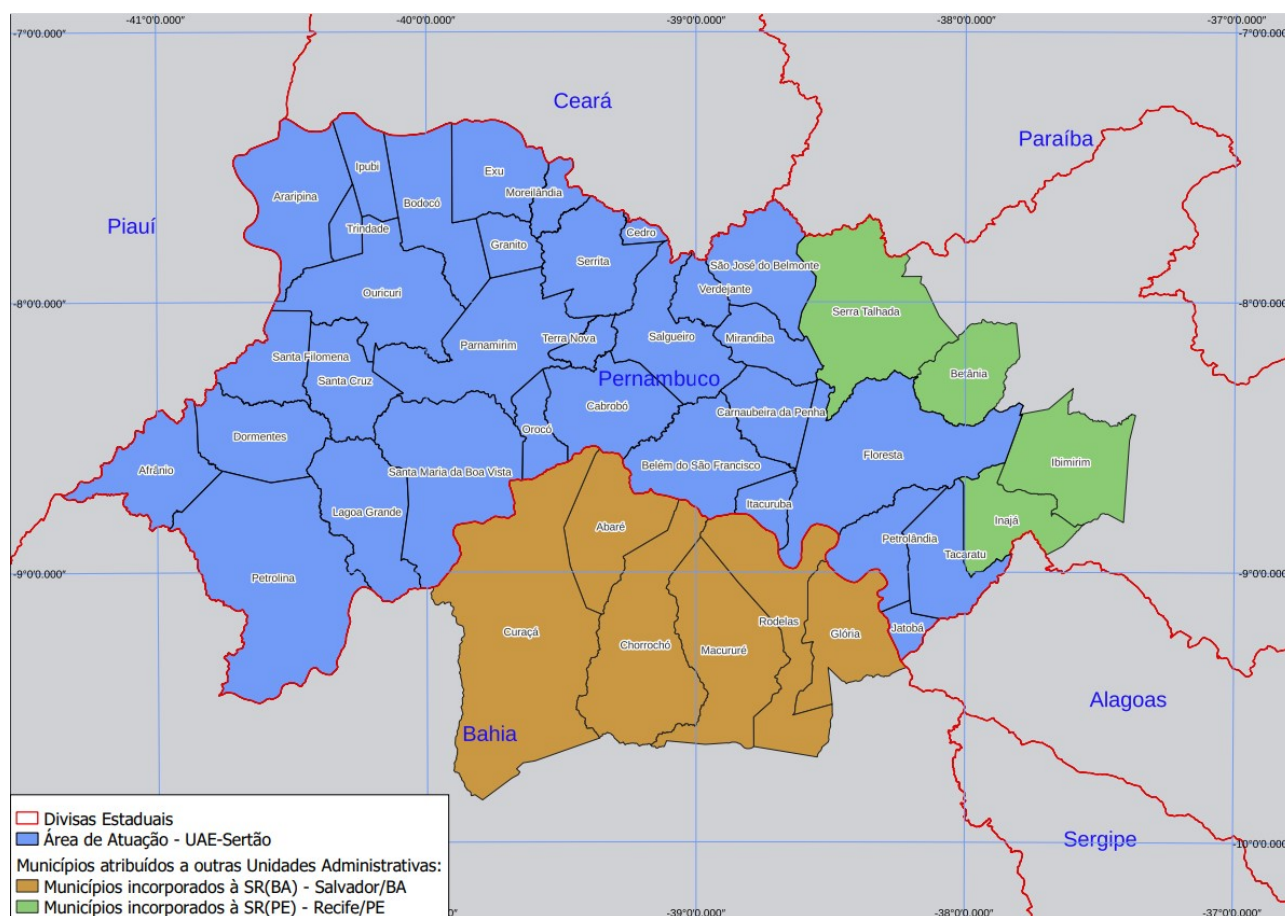 -41°0'0.000"
-40°0'0.000"
-39°0'0.000"
-38°0'0.000"
-37°0'0.000"
-7°0'0.000"
-7°0'0.000"
Ceará
Paraíba
Piauí
Ipubi
Exu
Araripina
Moreilândia
Bodocó
Trindade
Cedro
Granito
Serrita
São José do Belmonte
Ouricuri
Verdejante
-8°0'0.000"
-8°0'0.000"
Serra Talhada
Terra Nova
Salgueiro
Mirandiba
Parnamirim
Santa Filomena
Santa Cruz
Pernambuco
Betânia
Cabrobó
Carnaubeira da Penha
Orocó
Dormentes
Floresta
Ibimirim
Afrânio
Santa Maria da Boa Vista
Belém do São Francisco
Itacuruba
Lagoa Grande
Inajá
Abaré
Petrolândia
Tacaratu
-9°0'0.000"
Petrolina
-9°0'0.000"
Rodelas
Jatobá
Curaçá
Glória
Chorrochó
Macururé
Alagoas
Bahia
Sergipe
-10°0'0.000"
Divisas Estaduais
Área de Atuação - UAE-Sertão
Municípios atribuídos a outras Unidades Administrativas:
Municípios incorporados à SR(BA) - Salvador/BA
Municípios incorporados à SR(PE) - Recife/PE
-39°0'0.000"
-38°0'0.000"
-37°0'0.000"